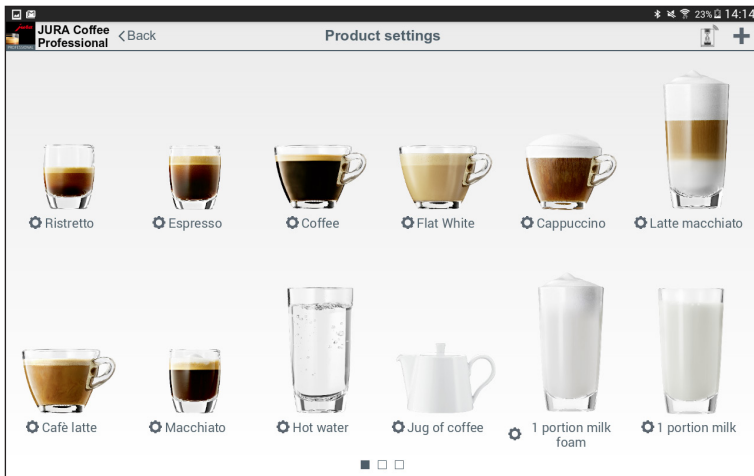 23% 14:14
JURA Coffee
Professional
Back
Product settings
Ristretto
Espresso
Coffee
Flat White
Cappuccino
Latte macchiato
Cafè latte
Macchiato
Hot water
Jug of coffee
1 portion milk
foam
1 portion milk